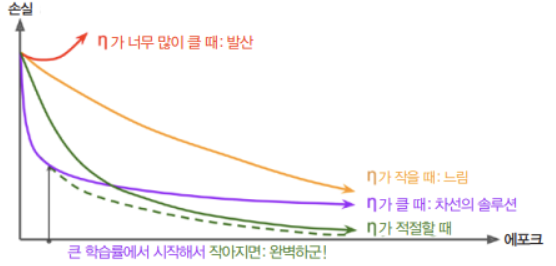 손실
η가 너무 많이 클 때: 발산
η가 작을 때: 느림
η가 클 때: 차선의 솔루션
η가 적절할 때
에포크
큰 학습률에서 시작해서 작아지면: 완벽하군!